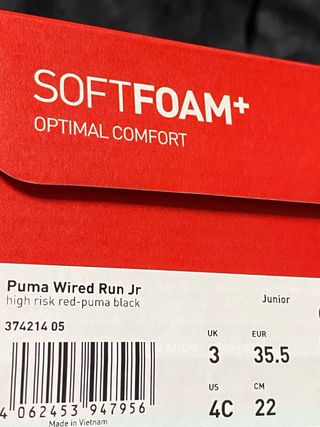 SOFTFOAM+
OPTIMAL COMFORT
Puma Wired Run Jr
high risk red-puma black
Junior
374214 05
UK EUR
3 35.5
US CM
4C 22
4 062453 947956
Made in Vietnam